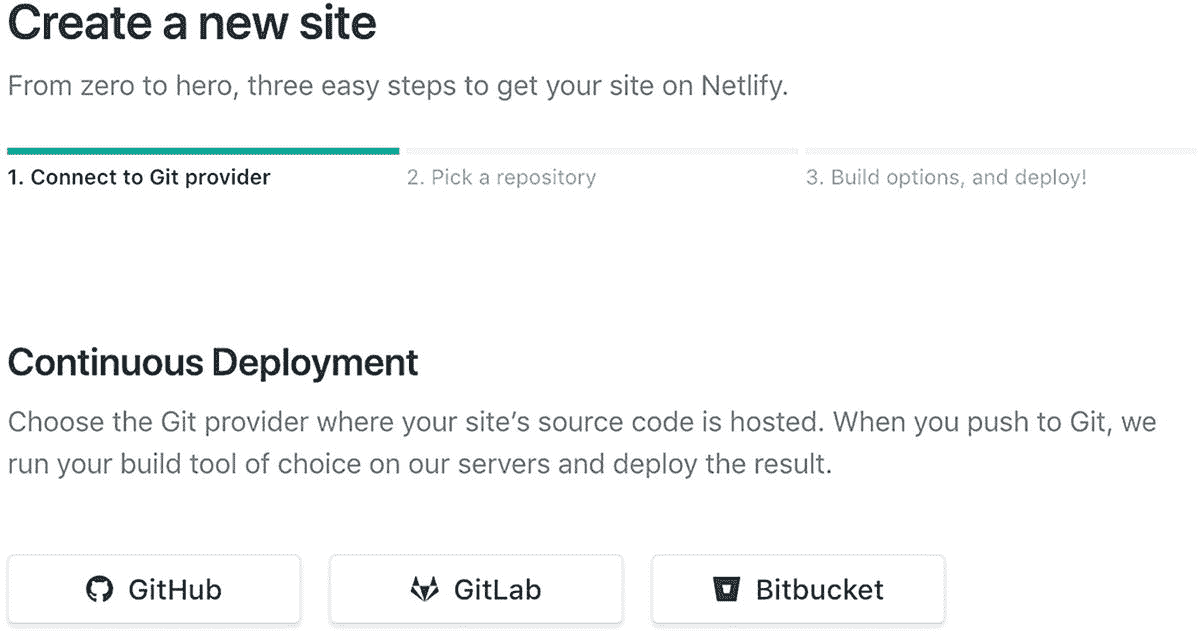 Create a new site
From zero to hero, three easy steps to get your site on Netlify.
1. Connect to Git provider
2. Pick a repository
3. Build options, and deploy!
Continuous Deployment
Choose the Git provider where your site’s source code is hosted. When you push to Git, we
run your build tool of choice on our servers and deploy the result.
GitHub
GitLab
Bitbucket